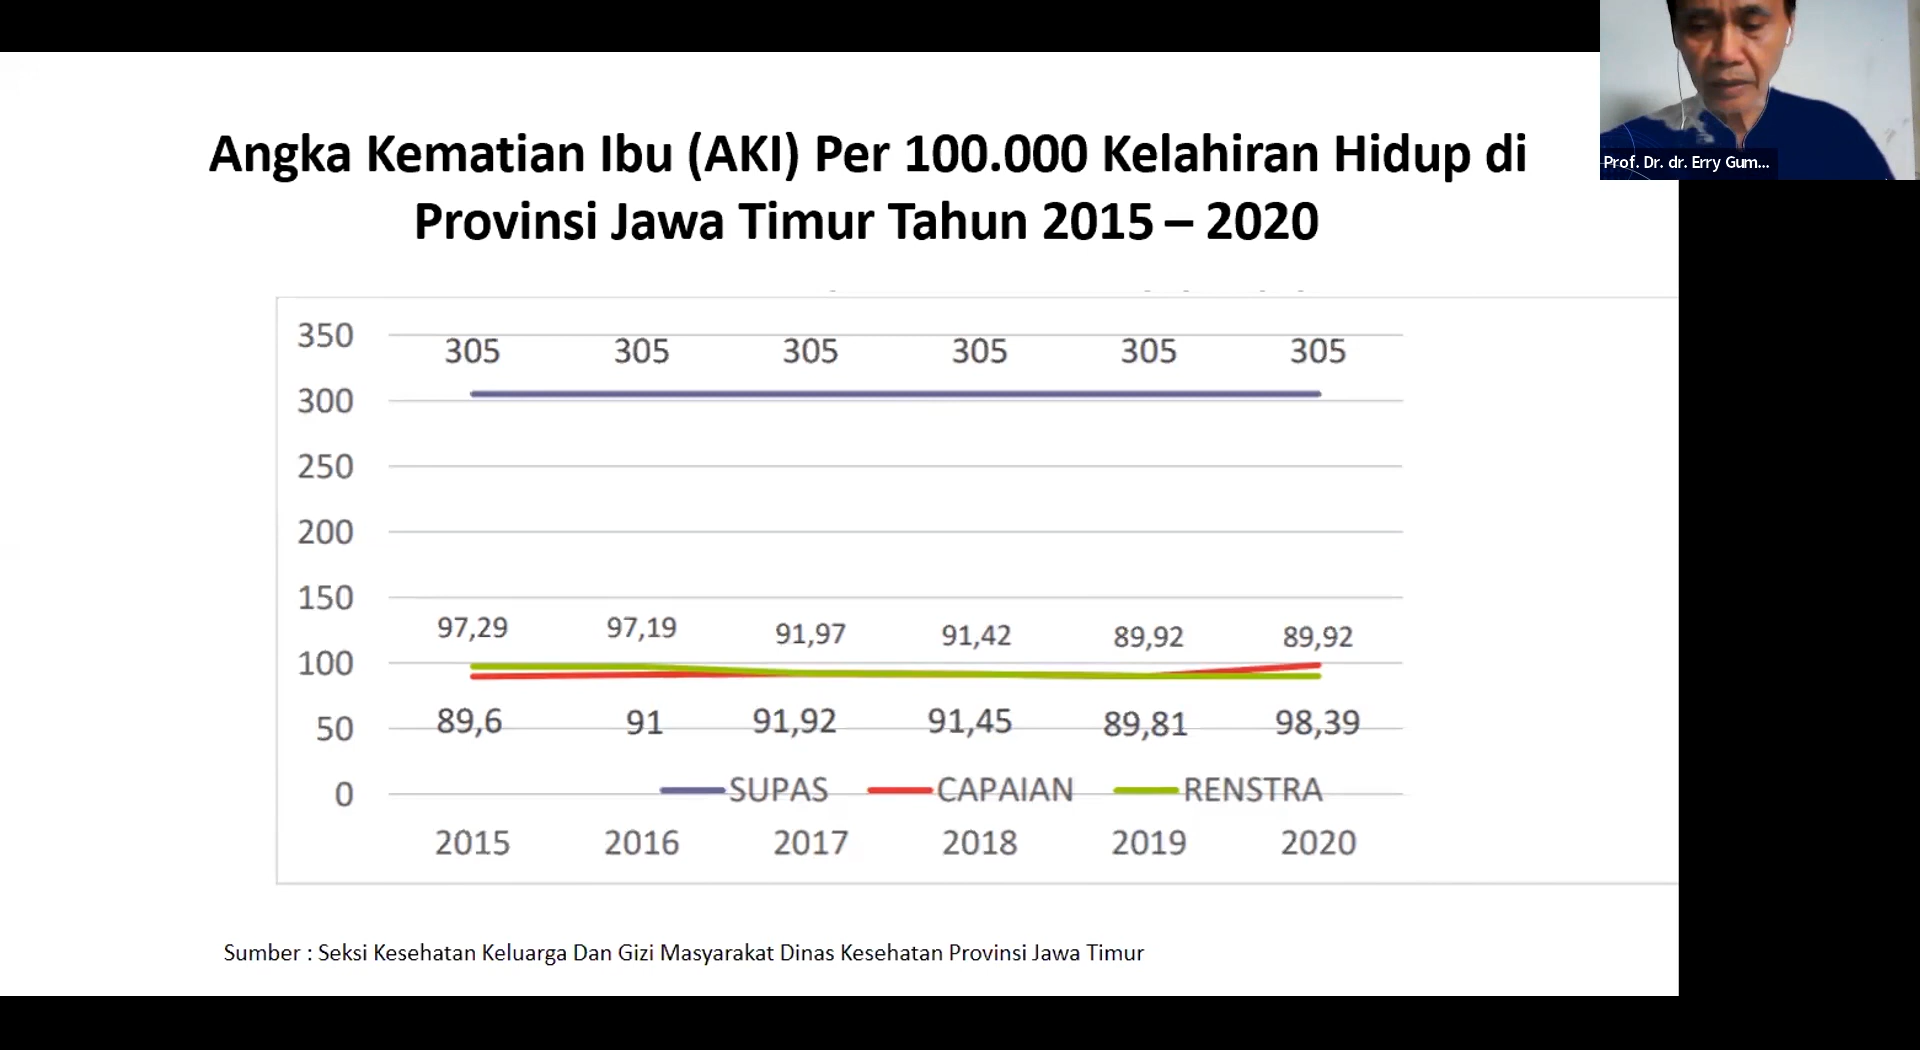 Prof. Dr. dr. Erry Gum...
Angka Kematian Ibu (AKI) Per 100.000 Kelahiran Hidup di
Provinsi Jawa Timur Tahun 2015 – 2020
350
305 305 305 305 305 305
300
250
200
150
97,29 97,19 91,97 91,42 89,92 89,92
100
50 89,6 91 91,92 91,45 89,81 98,39
0 SUPAS CAPAIAN RENSTRA
2015 2016 2017 2018 2019 2020
Sumber : Seksi Kesehatan Keluarga Dan Gizi Masyarakat Dinas Kesehatan Provinsi Jawa Timur